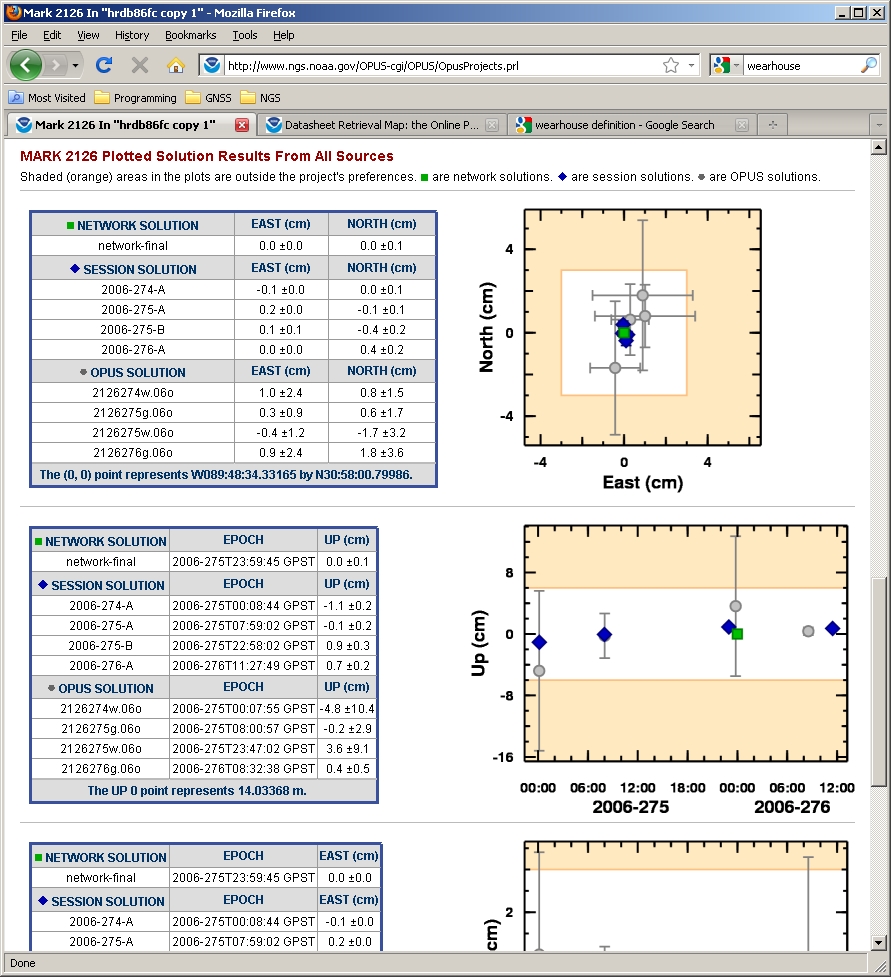 Mark 2126 In "hrdb86fc copy 1" - Mozilla Firefox
File Edit View History Bookmarks Tools Help
http://www.ngs.noaa.gov/OPUS-cgi/OPUS/OpusProjects.prl wearhouse
Most Visited Programming GNSS NGS
Mark 2126 In "hrdb86fc copy 1" Datasheet Retrieval Map: the Online P... wearhouse definition - Google Search
MARK 2126 Plotted Solution Results From All Sources
Shaded (orange) areas in the plots are outside the project's preferences. are network solutions. are session solutions. are OPUS solutions.
NETWORK SOLUTION EAST (cm) NORTH (cm)
network-final 0.0 ±0.0 0.0 ±0.1
SESSION SOLUTION EAST (cm) NORTH (cm)
2006-274-A -0.1 ±0.0 0.0 ±0.1
2006-275-A 0.2 ±0.0 -0.1 ±0.1
2006-275-B 0.1 ±0.1 -0.4 ±0.2
2006-276-A 0.0 ±0.0 0.4 ±0.2
OPUS SOLUTION EAST (cm) NORTH (cm)
2126274w.06o 1.0 ±2.4 0.8 ±1.5
2126275g.06o 0.3 ±0.9 0.6 ±1.7
2126275w.06o -0.4 ±1.2 -1.7 ±3.2
2126276g.06o 0.9 ±2.4 1.8 ±3.6
The (0, 0) point represents W089:48:34.33165 by N30:58:00.79986.
North (cm)
4
0
-4
-4 0 4
East (cm)
NETWORK SOLUTION EPOCH UP (cm)
network-final 2006-275T23:59:45 GPST 0.0 ±0.1
SESSION SOLUTION EPOCH UP (cm)
2006-274-A 2006-275T00:08:44 GPST -1.1 ±0.2
2006-275-A 2006-275T07:59:02 GPST -0.1 ±0.2
2006-275-B 2006-275T22:58:02 GPST 0.9 ±0.3
2006-276-A 2006-276T11:27:49 GPST 0.7 ±0.2
OPUS SOLUTION EPOCH UP (cm)
2126274w.06o 2006-275T00:07:55 GPST -4.8 ±10.4
2126275g.06o 2006-275T08:00:57 GPST -0.2 ±2.9
2126275w.06o 2006-275T23:47:02 GPST 3.6 ±9.1
2126276g.06o 2006-276T08:32:38 GPST 0.4 ±0.5
The UP 0 point represents 14.03368 m.
Up (cm)
8
0
-8
-16
00:00 06:00 12:00 18:00 00:00 06:00 12:00
2006-275 2006-276
NETWORK SOLUTION EPOCH EAST (cm)
network-final 2006-275T23:59:45 GPST 0.0 ±0.0
SESSION SOLUTION EPOCH EAST (cm)
2006-274-A 2006-275T00:08:44 GPST -0.1 ±0.0
2006-275-A 2006-275T07:59:02 GPST 0.2 ±0.0
2
cm)
Done